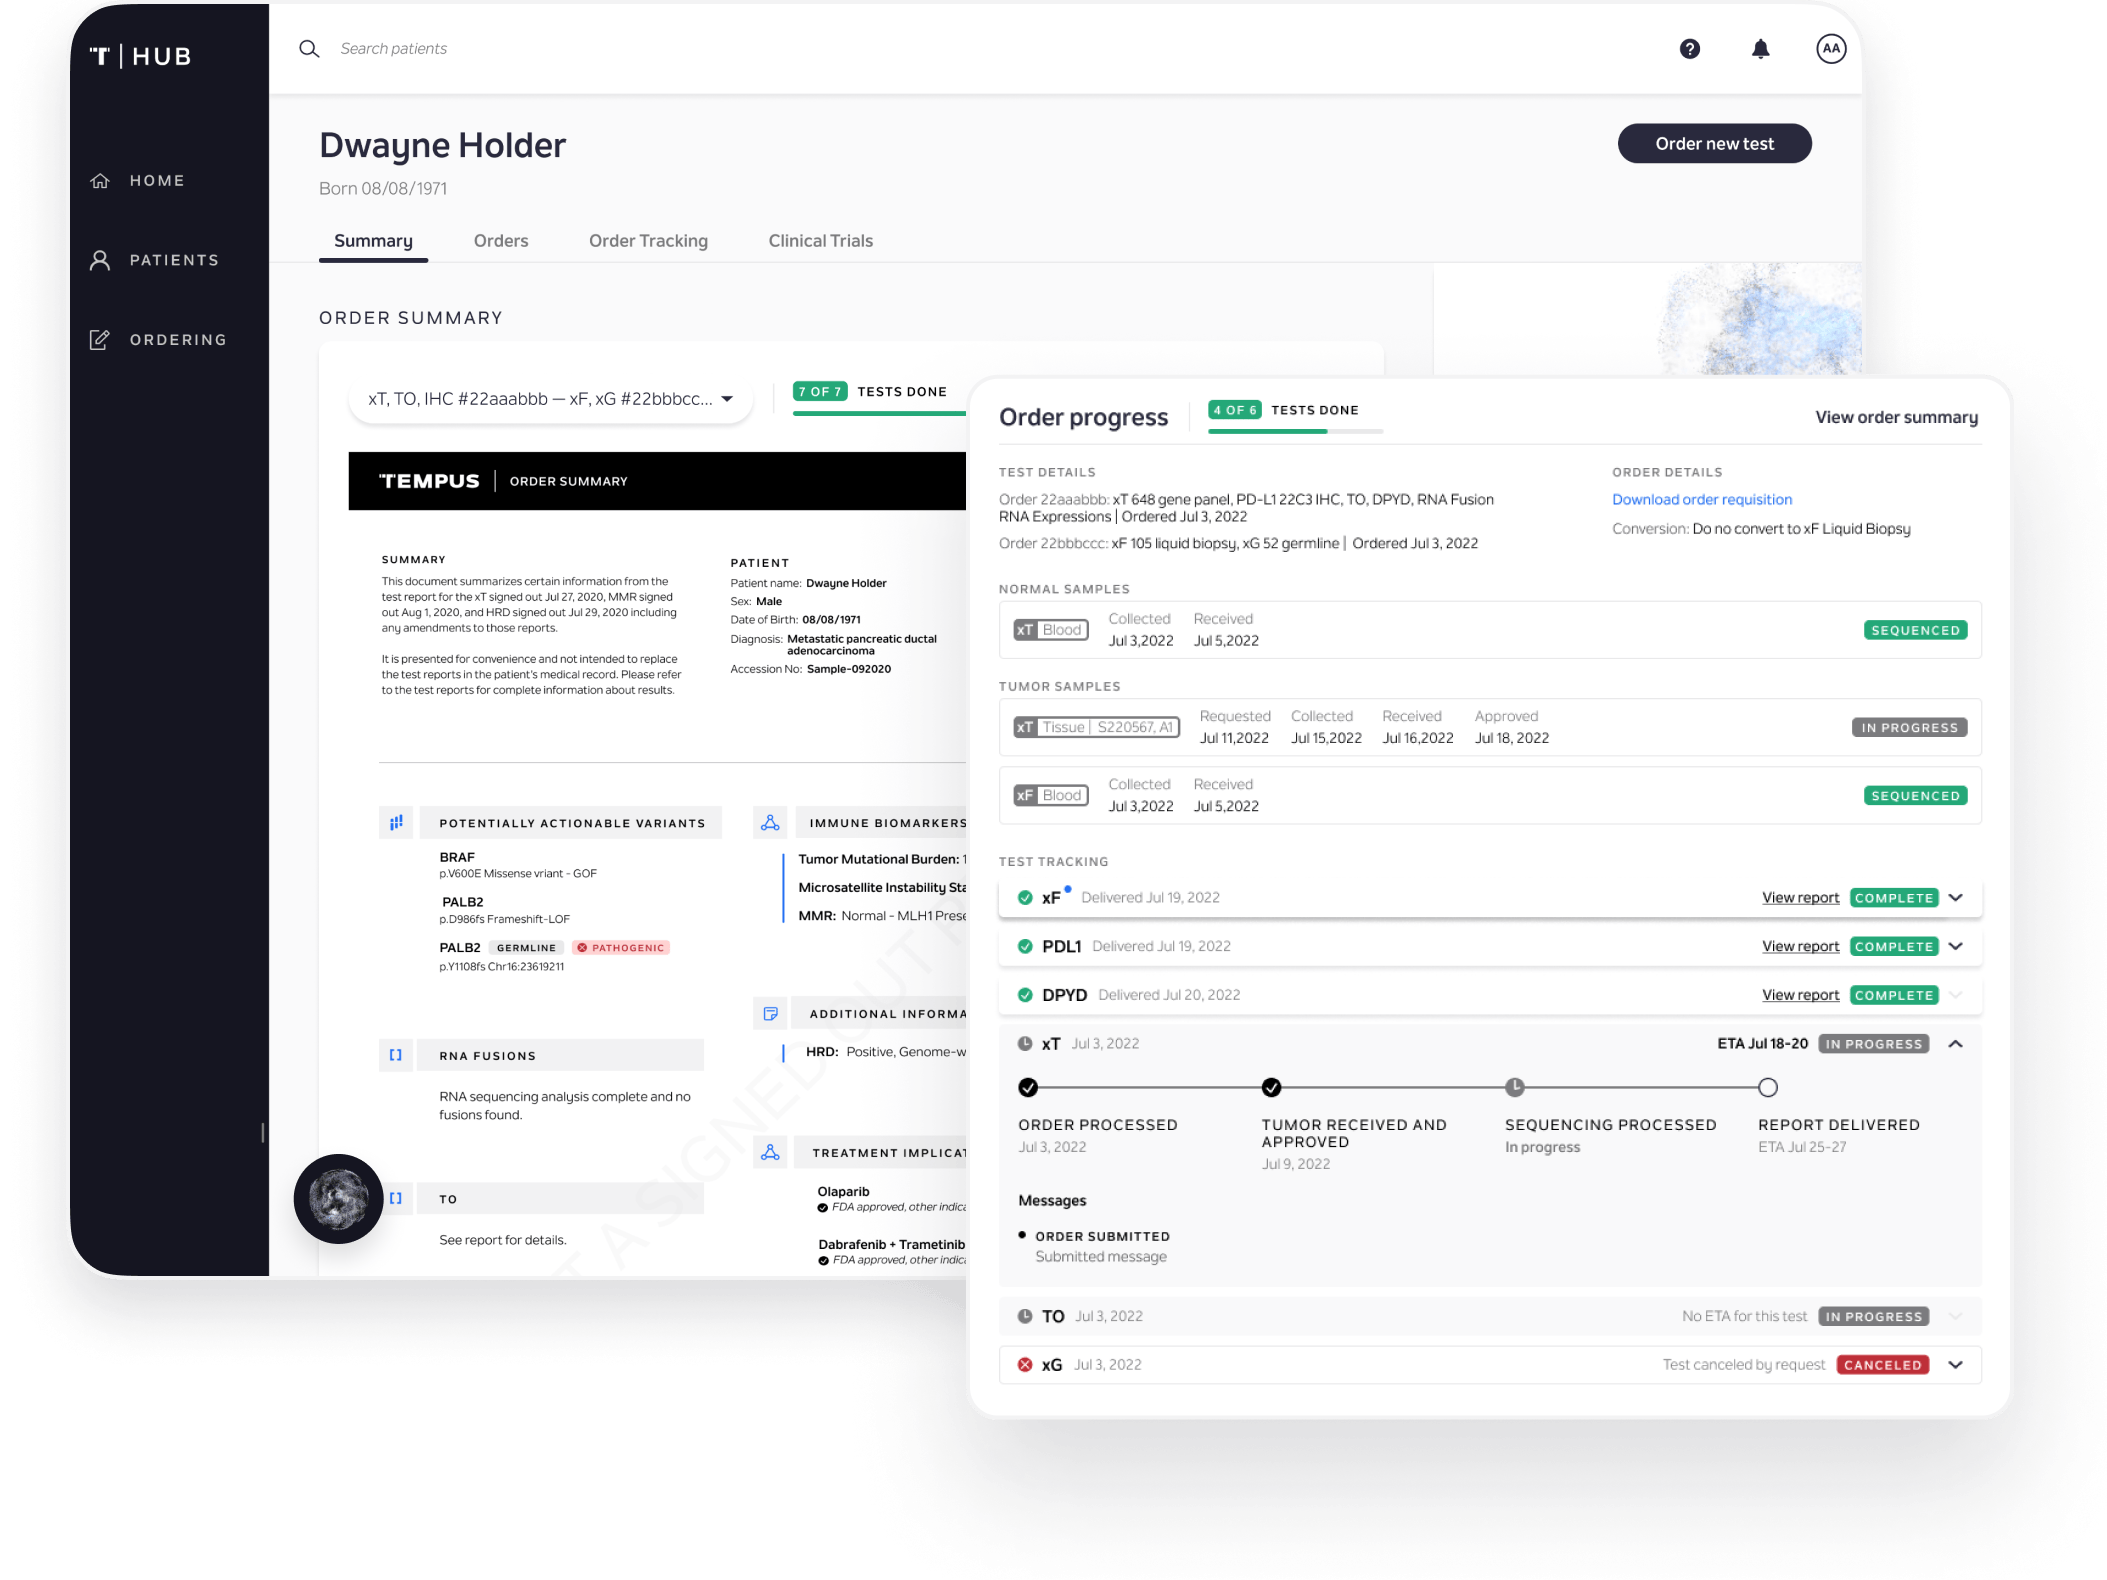 T | HUB
Search patients
AA
HOME
PATIENTS
ORDERING
Dwayne Holder
Born 08/08/1971
Order new test
Summary
Orders
Order Tracking
Clinical Trials
ORDER SUMMARY
xT, TO, IHC #22aaabbb — xF, xG #22bbbcc...
7 OF 7 TESTS DONE
TEMPUS | ORDER SUMMARY
SUMMARY
This document summarizes certain information from the
test report for the xT signed out Jul 27, 2020, MMR signed
out Aug 1, 2020, and HRD signed out Jul 29, 2020 including
any amendments to those reports.
It is presented for convenience and not intended to replace
the test reports in the patient's medical record. Please refer
to the test reports for complete information about results.
PATIENT
Patient name: Dwayne Holder
Sex: Male
Date of Birth: 08/08/1971
Diagnosis: Metastatic pancreatic ductal
adenocarcinoma
Accession No: Sample-092020
POTENTIALLY ACTIONABLE VARIANTS
BRAF
p.V600E Missense vriant - GOF
PALB2
p.D986fs Frameshift-LOF
PALB2 GERMLINE PATHOGENIC
p.Y1108fs Chr16:23619211
RNA FUSIONS
RNA sequencing analysis complete and no
fusions found.
TO
See report for details.
IMMUNE BIOMARKERS
Tumor Mutational Burden: 1
Microsatellite Instability Sta
MMR: Normal - MLH1 Prese
ADDITIONAL INFORMA
HRD: Positive, Genome-w
TREATMENT IMPLICAT
Olaparib
FDA approved, other indica
Dabrafenib + Trametinib
FDA approved, other indica
T A SIGNED OUT
Order progress
4 OF 6 TESTS DONE
View order summary
TEST DETAILS
Order 22aaabbb: xT 648 gene panel, PD-L1 22C3 IHC, TO, DPYD, RNA Fusion
RNA Expressions | Ordered Jul 3, 2022
Order 22bbbccc: xF 105 liquid biopsy, xG 52 germline | Ordered Jul 3, 2022
ORDER DETAILS
Download order requisition
Conversion: Do no convert to xF Liquid Biopsy
NORMAL SAMPLES
xT Blood
Collected
Jul 3,2022
Received
Jul 5,2022
SEQUENCED
TUMOR SAMPLES
xT Tissue | S220567, A1
Requested
Jul 11,2022
Collected
Jul 15,2022
Received
Jul 16,2022
Approved
Jul 18, 2022
IN PROGRESS
xF Blood
Collected
Jul 3,2022
Received
Jul 5,2022
SEQUENCED
TEST TRACKING
xF Delivered Jul 19, 2022 View report COMPLETE
PDL1 Delivered Jul 19, 2022 View report COMPLETE
DPYD Delivered Jul 20, 2022 View report COMPLETE
xT Jul 3, 2022 ETA Jul 18-20 IN PROGRESS
ORDER PROCESSED
Jul 3, 2022
TUMOR RECEIVED AND
APPROVED
Jul 9, 2022
SEQUENCING PROCESSED
In progress
REPORT DELIVERED
ETA Jul 25-27
Messages
ORDER SUBMITTED
Submitted message
TO Jul 3, 2022 No ETA for this test IN PROGRESS
xG Jul 3, 2022 Test canceled by request CANCELED